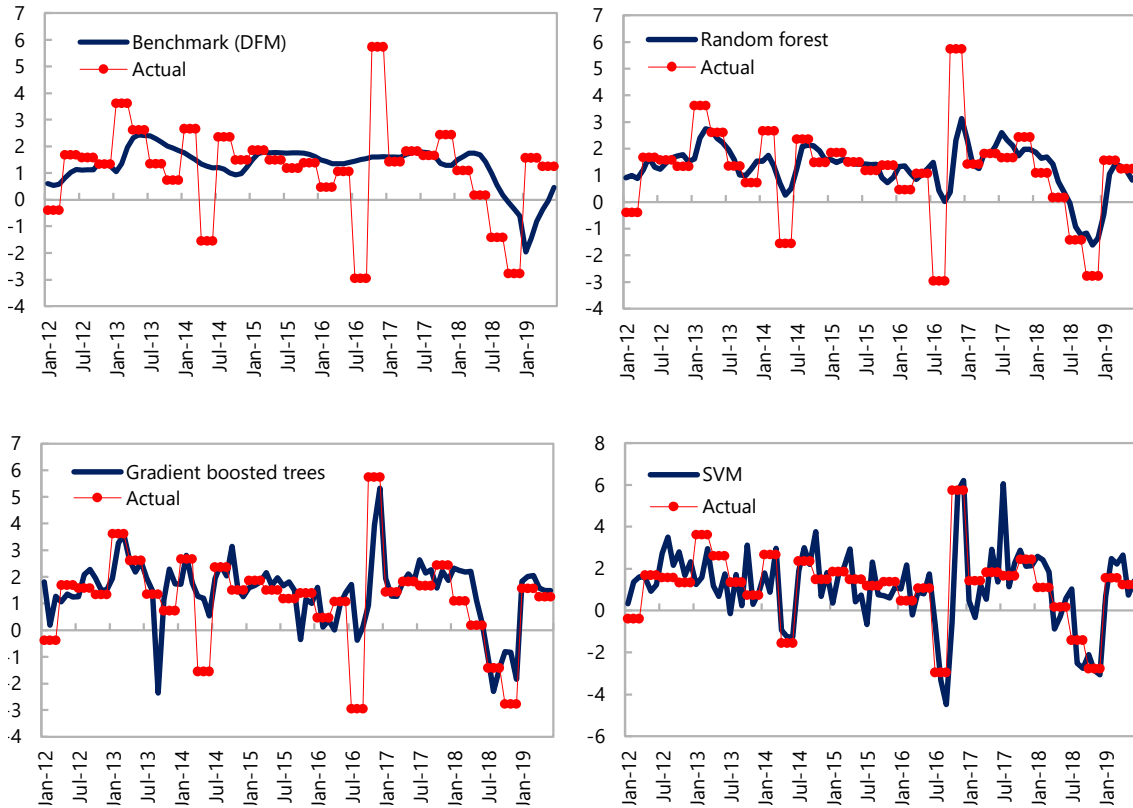 7
6
5
4
3
2
1
0
-1
-2
-3
-4
Benchmark (DFM)
Actual
Jan-12
Jul-12
Jan-13
Jul-13
Jan-14
Jul-14
Jan-15
Jul-15
Jan-16
Jul-16
Jan-17
Jul-17
Jan-18
Jul-18
Jan-19
7
6
5
4
3
2
1
0
-1
-2
-3
-4
Random forest
Actual
Jan-12
Jul-12
Jan-13
Jul-13
Jan-14
Jul-14
Jan-15
Jul-15
Jan-16
Jul-16
Jan-17
Jul-17
Jan-18
Jul-18
Jan-19
7
6
5
4
3
2
1
0
-1
-2
-3
-4
Gradient boosted trees
Actual
Jan-12
Jul-12
Jan-13
Jul-13
Jan-14
Jul-14
Jan-15
Jul-15
Jan-16
Jul-16
Jan-17
Jul-17
Jan-18
Jul-18
Jan-19
8
6
4
2
0
-2
-4
-6
SVM
Actual
Jan-12
Jul-12
Jan-13
Jul-13
Jan-14
Jul-14
Jan-15
Jul-15
Jan-16
Jul-16
Jan-17
Jul-17
Jan-18
Jul-18
Jan-19